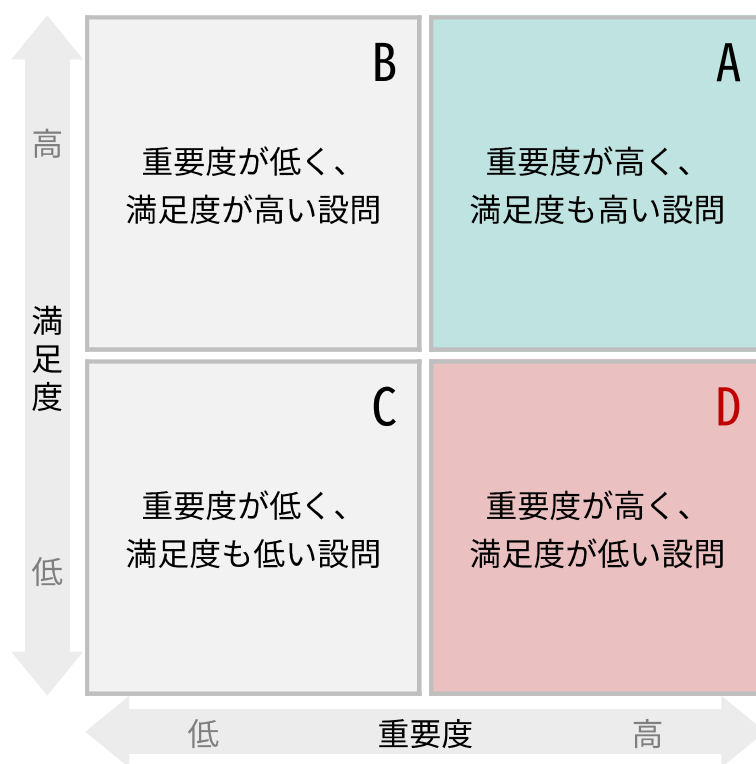 高
満足度
低
B
重要度が低く、
満足度が高い設問
A
重要度が高く、
満足度も高い設問
C
重要度が低く、
満足度も低い設問
D
重要度が高く、
満足度が低い設問
低
重要度
高